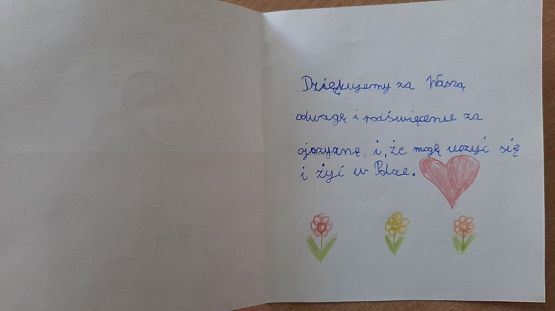 Dziękujemy za Waszą
odwagę i poświęcenie za
ojczyznę i, że mogę uczyć się
i żyć w Polsce.